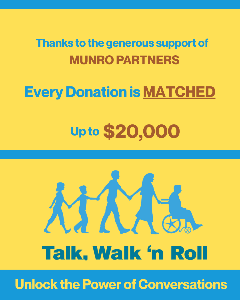 Thanks to the generous support of
MUNRO PARTNERS
Every Donation is MATCHED
Up to $20,000
Talk, Walk ‘n Roll
Unlock the Power of Conversations